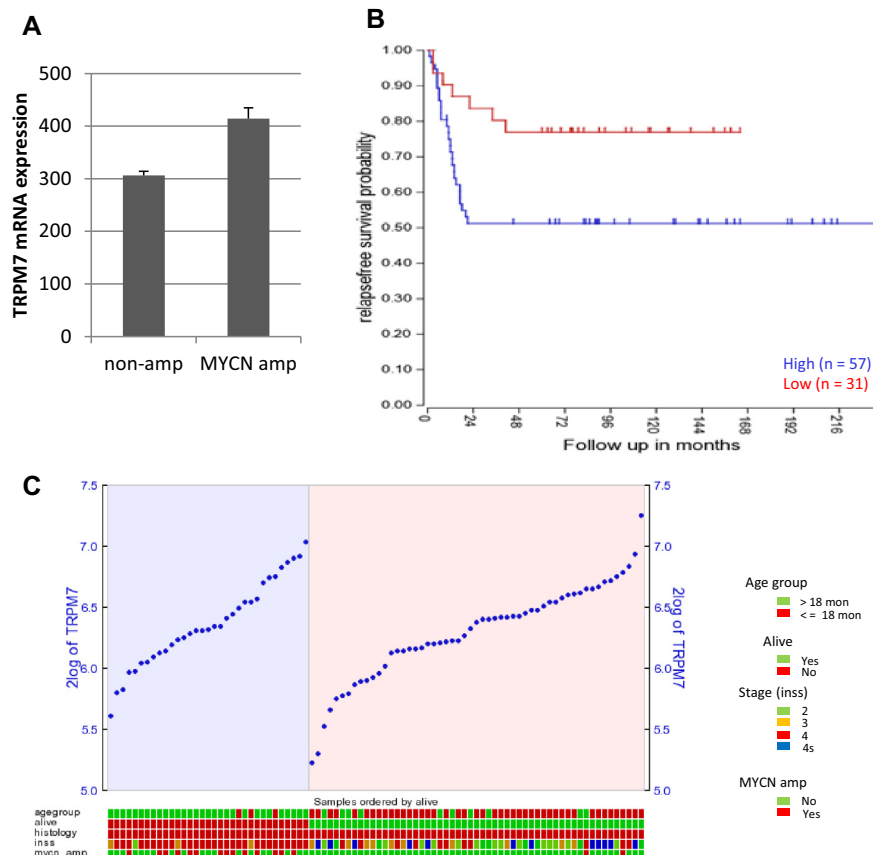 A
TRPM7 mRNA expression
500
400
300
200
100
0
non-amp MYCN amp
B
relapsefree survival probability
1.00
0.90
0.80
0.70
0.60
0.50
0.40
0.30
0.20
0.10
0.00
High (n = 57)
Low (n = 31)
0 24 48 72 96 120 144 168 192 216
Follow up in months
C
2log of TRPM7
7.5
7.0
6.5
6.0
5.5
5.0
7.5
7.0
6.5
6.0
5.5
5.0
2log of TRPM7
Samples ordered by alive
agegroup
alive
histology
inss
mycn_amp
Age group
> 18 mon
< = 18 mon
Alive
Yes
No
Stage (inss)
2
3
4
4s
MYCN amp
No
Yes